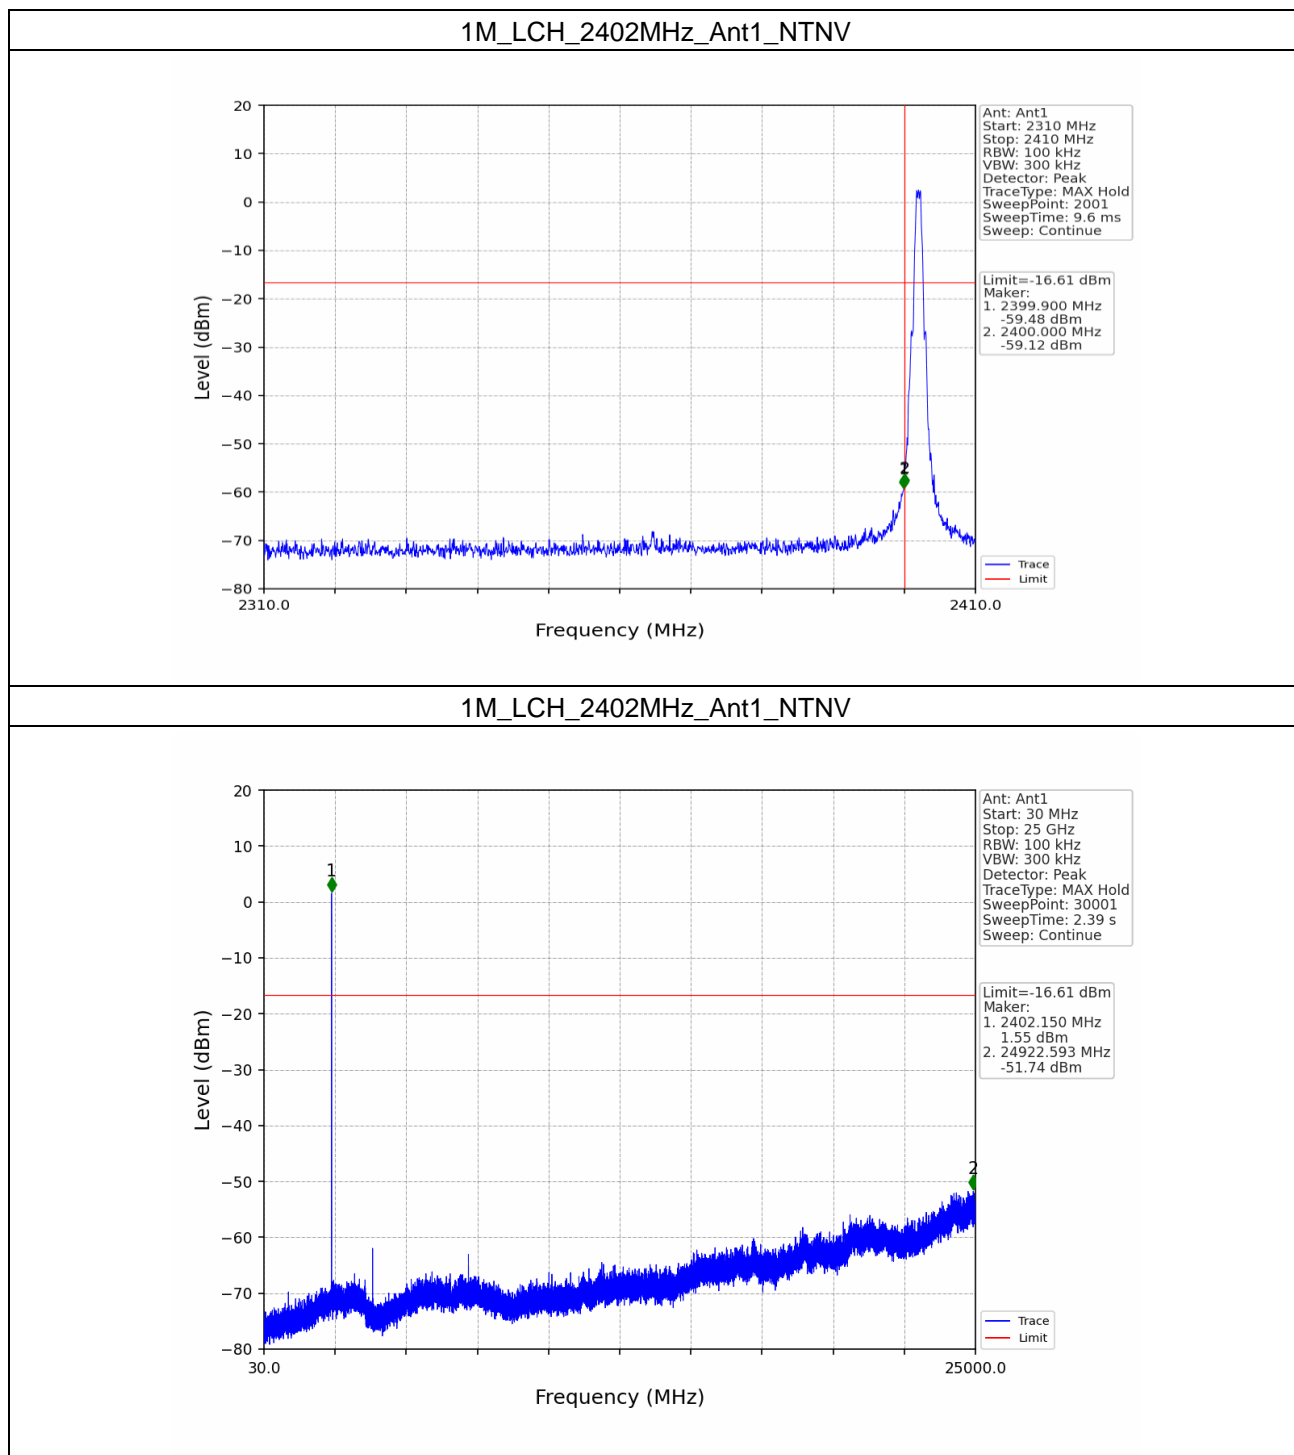 1M_LCH_2402MHz_Ant1_NTNV
20
10
0
−10
−20
−30
−40
−50
−60
−70
−80
Level (dBm)
2310.0
2410.0
Frequency (MHz)
2
Ant: Ant1
Start: 2310 MHz
Stop: 2410 MHz
RBW: 100 kHz
VBW: 300 kHz
Detector: Peak
TraceType: MAX Hold
SweepPoint: 2001
SweepTime: 9.6 ms
Sweep: Continue
Limit=-16.61 dBm
Maker:
1. 2399.900 MHz
-59.48 dBm
2. 2400.000 MHz
-59.12 dBm
Trace
Limit
1M_LCH_2402MHz_Ant1_NTNV
20
10
0
−10
−20
−30
−40
−50
−60
−70
−80
Level (dBm)
30.0
25000.0
Frequency (MHz)
1
2
Ant: Ant1
Start: 30 MHz
Stop: 25 GHz
RBW: 100 kHz
VBW: 300 kHz
Detector: Peak
TraceType: MAX Hold
SweepPoint: 30001
SweepTime: 2.39 s
Sweep: Continue
Limit=-16.61 dBm
Maker:
1. 2402.150 MHz
1.55 dBm
2. 24922.593 MHz
-51.74 dBm
Trace
Limit